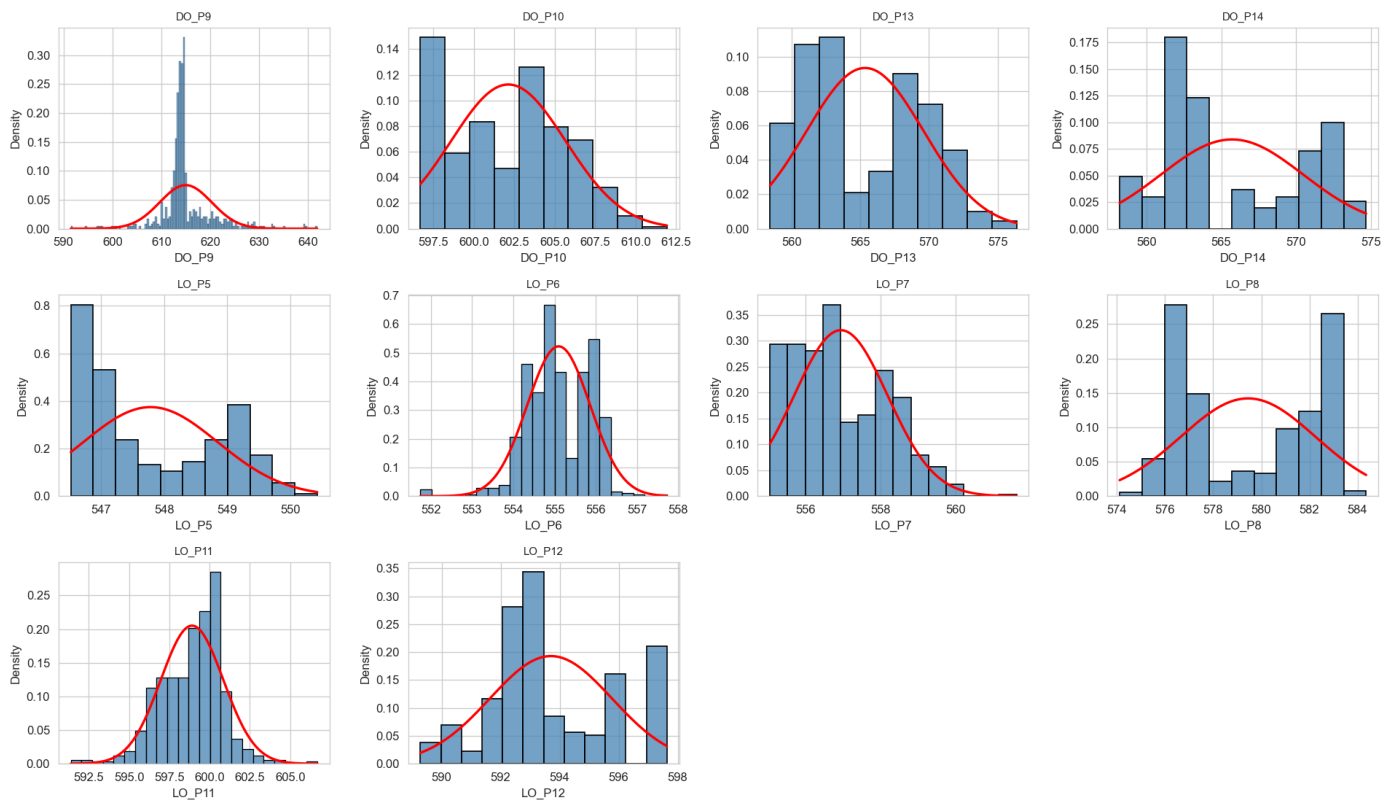 DO_P9
Density
0.30
0.25
0.20
0.15
0.10
0.05
0.00
590 600 610 620 630 640
DO_P9
DO_P10
Density
0.14
0.12
0.10
0.08
0.06
0.04
0.02
0.00
597.5 600.0 602.5 605.0 607.5 610.0 612.5
DO_P10
DO_P13
Density
0.10
0.08
0.06
0.04
0.02
0.00
560 565 570 575
DO_P13
DO_P14
Density
0.175
0.150
0.125
0.100
0.075
0.050
0.025
0.000
560 565 570 575
DO_P14
LO_P5
Density
0.8
0.6
0.4
0.2
0.0
547 548 549 550
LO_P5
LO_P6
Density
0.7
0.6
0.5
0.4
0.3
0.2
0.1
0.0
552 553 554 555 556 557 558
LO_P6
LO_P7
Density
0.35
0.30
0.25
0.20
0.15
0.10
0.05
0.00
556 558 560
LO_P7
LO_P8
Density
0.25
0.20
0.15
0.10
0.05
0.00
574 576 578 580 582 584
LO_P8
LO_P11
Density
0.25
0.20
0.15
0.10
0.05
0.00
592.5 595.0 597.5 600.0 602.5 605.0
LO_P11
LO_P12
Density
0.35
0.30
0.25
0.20
0.15
0.10
0.05
0.00
590 592 594 596 598
LO_P12